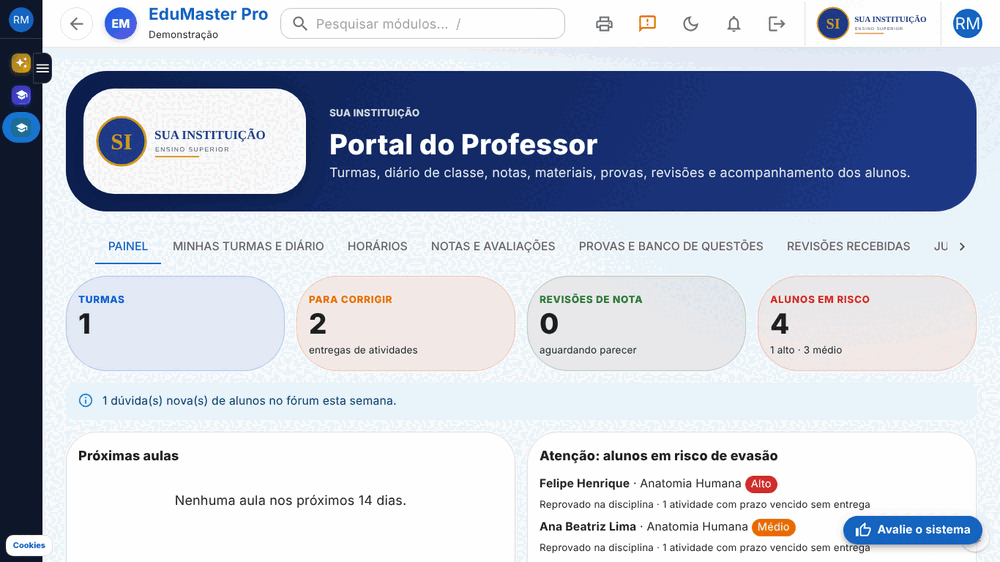 RM
EM
EduMaster Pro
Demonstração
Pesquisar módulos... /
SI
SUA INSTITUIÇÃO
ENSINO SUPERIOR
RM
SI
SUA INSTITUIÇÃO
ENSINO SUPERIOR
SUA INSTITUIÇÃO
Portal do Professor
Turmas, diário de classe, notas, materiais, provas, revisões e acompanhamento dos alunos.
PAINEL
MINHAS TURMAS E DIÁRIO
HORÁRIOS
NOTAS E AVALIAÇÕES
PROVAS E BANCO DE QUESTÕES
REVISÕES RECEBIDAS
JU
TURMAS
1
PARA CORRIGIR
2
entregas de atividades
REVISÕES DE NOTA
0
aguardando parecer
ALUNOS EM RISCO
4
1 alto · 3 médio
1 dúvida(s) nova(s) de alunos no fórum esta semana.
Próximas aulas
Nenhuma aula nos próximos 14 dias.
Atenção: alunos em risco de evasão
Felipe Henrique · Anatomia Humana Alto
Reprovado na disciplina · 1 atividade com prazo vencido sem entrega
Ana Beatriz Lima · Anatomia Humana Médio
Reprovado na disciplina · 1 atividade com prazo vencido sem entrega
Avalie o sistema
Cookies